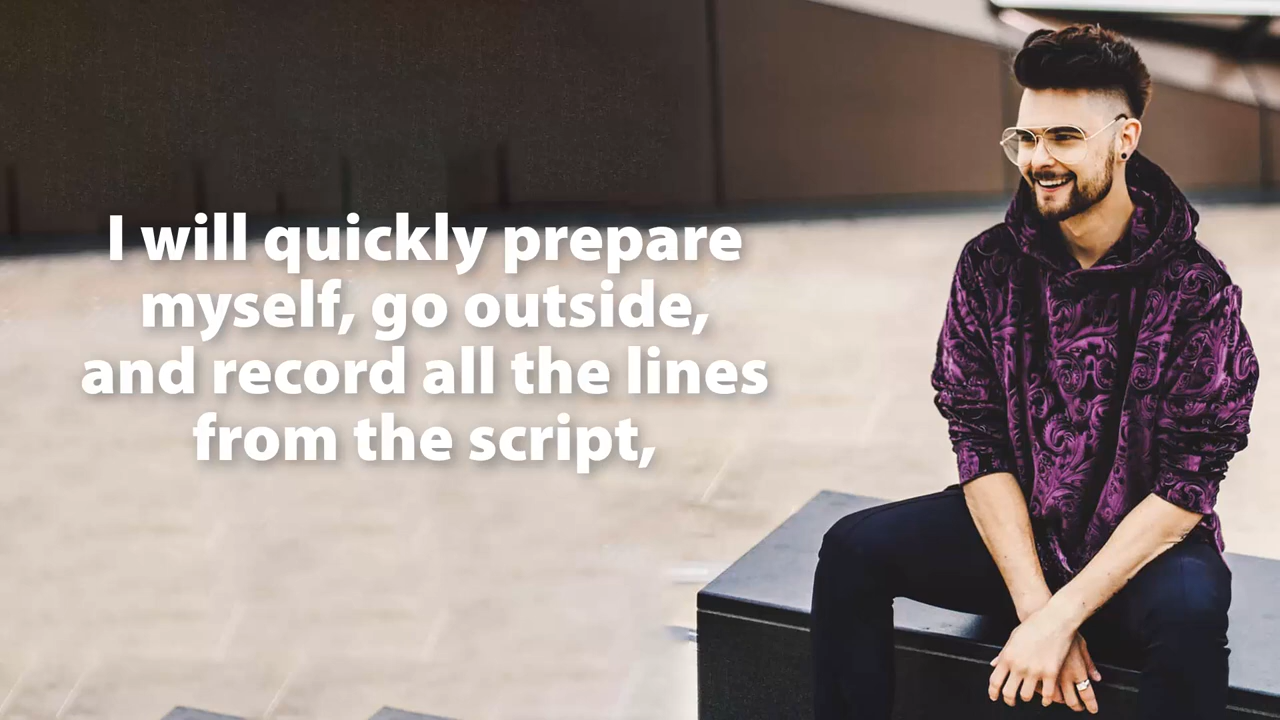 I will quickly prepare
myself, go outside,
and record all the lines
from the script,